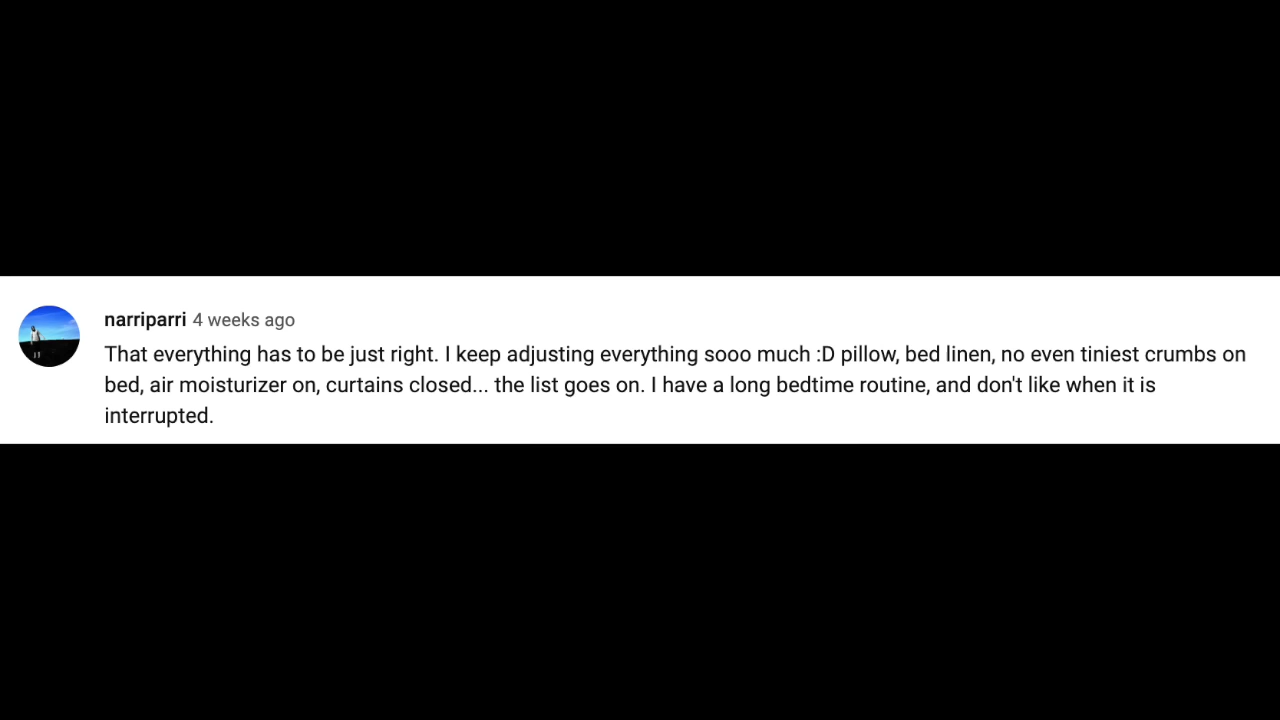 narriparri 4 weeks ago
That everything has to be just right. I keep adjusting everything sooo much :D pillow, bed linen, no even tiniest crumbs on
bed, air moisturizer on, curtains closed... the list goes on. I have a long bedtime routine, and don't like when it is
interrupted.